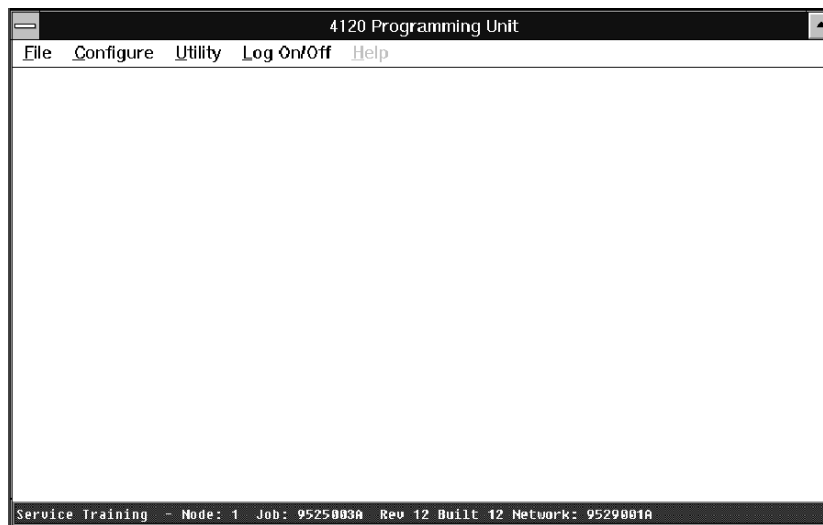 4120 Programming Unit
File Configure Utility Log On/Off Help
Service Training - Node: 1 Job: 9525003A Rev 12 Built 12 Network: 9529001A